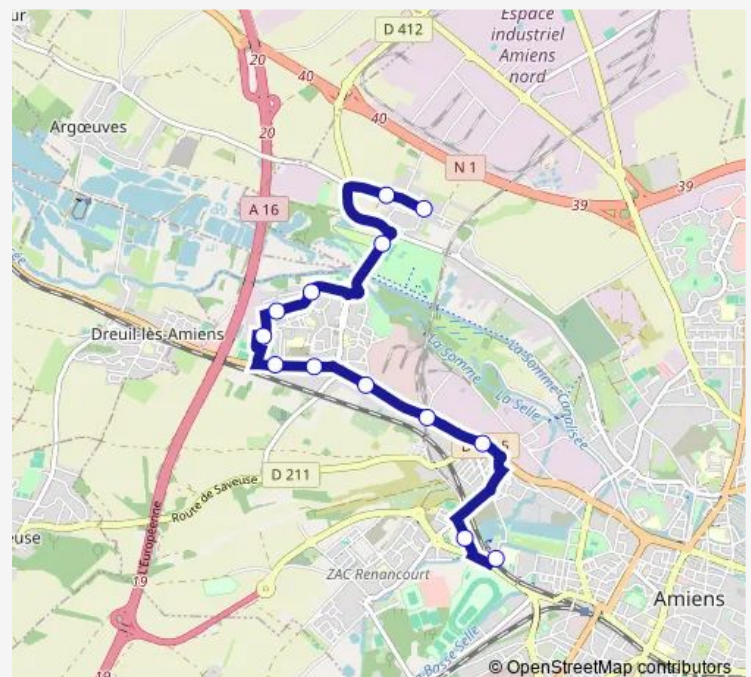 ur
D 412
Espace
industriel
Amiens
nord
20
40
20
40
Argœuves
N 1
39
39
A 16
Dreuil-lès-Amiens
La Somme
La Somme Canalisée
La Selle
D 211
Route de Saveuse
euse
L'Européenne
ZAC Renancourt
19
Amiens
Basse Selle
19
© OpenStreetMap contributors